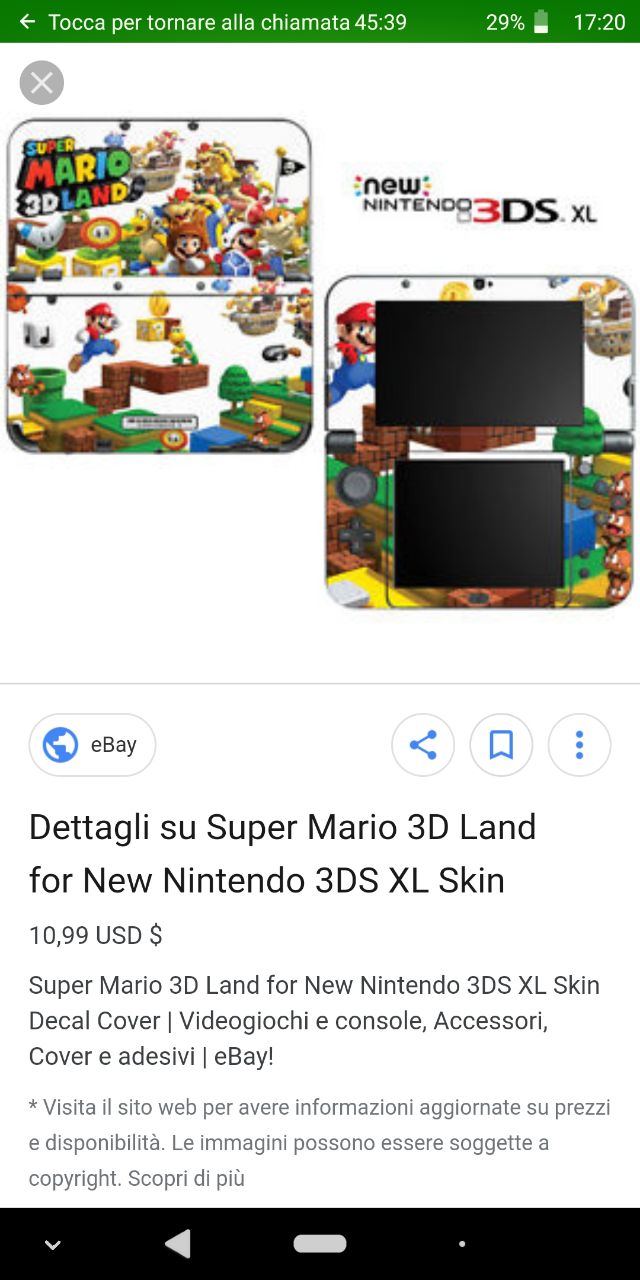 Tocca per tornare alla chiamata 45:39 29% 17:20
SUPER
MARIO
3D LAND
new
NINTENDO 3DS XL
eBay
Dettagli su Super Mario 3D Land
for New Nintendo 3DS XL Skin
10,99 USD $
Super Mario 3D Land for New Nintendo 3DS XL Skin
Decal Cover | Videogiochi e console, Accessori,
Cover e adesivi | eBay!
* Visita il sito web per avere informazioni aggiornate su prezzi
e disponibilità. Le immagini possono essere soggette a
copyright. Scopri di più